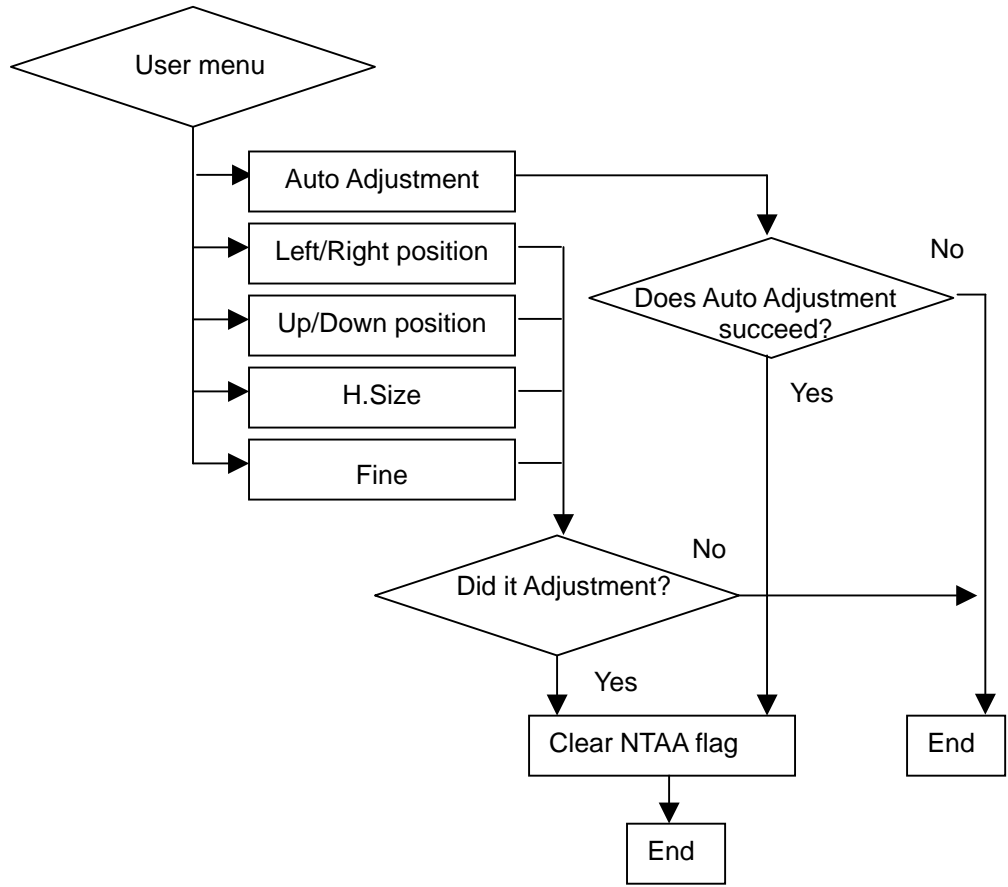 User menu
Auto Adjustment
Left/Right position
No
Does Auto Adjustment
succeed?
Up/Down position
Yes
H.Size
Fine
No
Did it Adjustment?
Yes
Clear NTAA flag
End
End